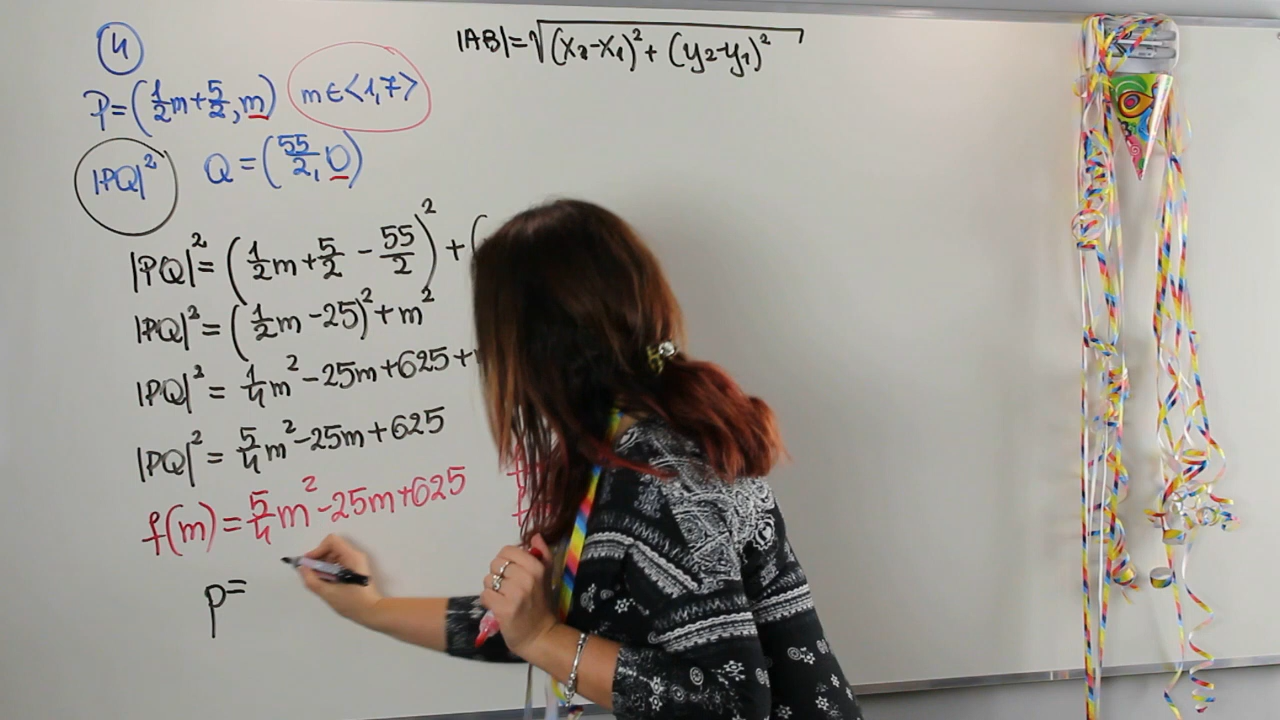 4
|AB|=√(x₂-x₁)²+(y₂-y₁)²
P=(1/2m+5/2,m) m∈<1,7>
|PQ|² Q=(55/2,0)
|PQ|²=(1/2m+5/2-55/2)²+(
|PQ|²=(1/2m-25)²+m²
|PQ|²=1/4m²-25m+625+
|PQ|²=5/4m²-25m+625
f(m)=5/4m²-25m+625
p=